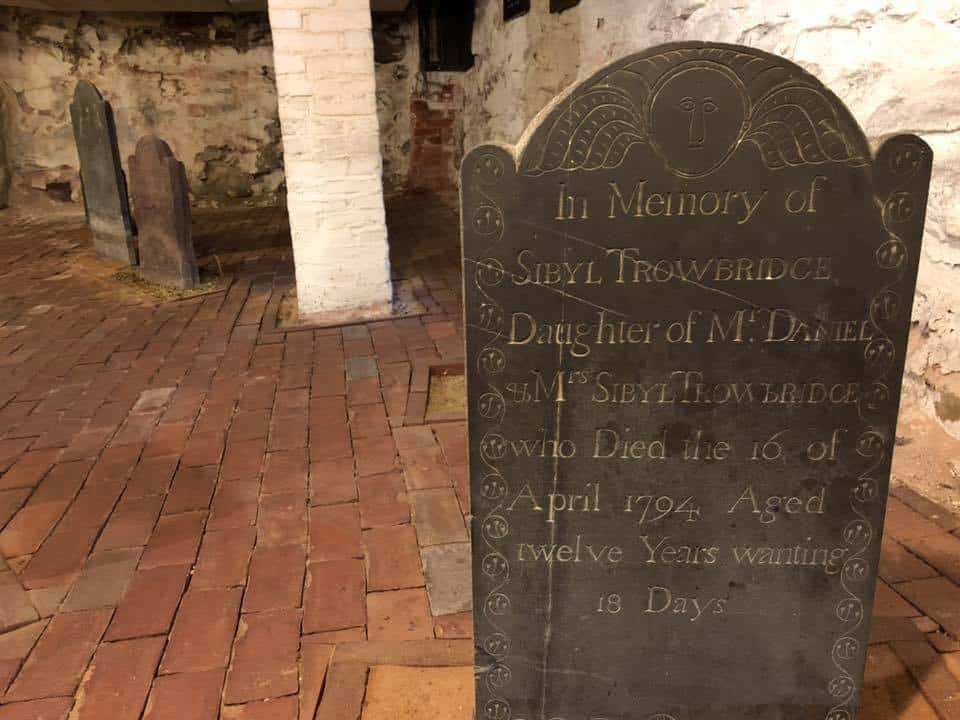 In Memory of
SIBYL TROWBRIDGE
Daughter of Mr. DANIEL
& Mrs SIBYL TROWBRIDGE
who Died the 16 of
April 1794 Aged
twelve Years wanting
18 Days